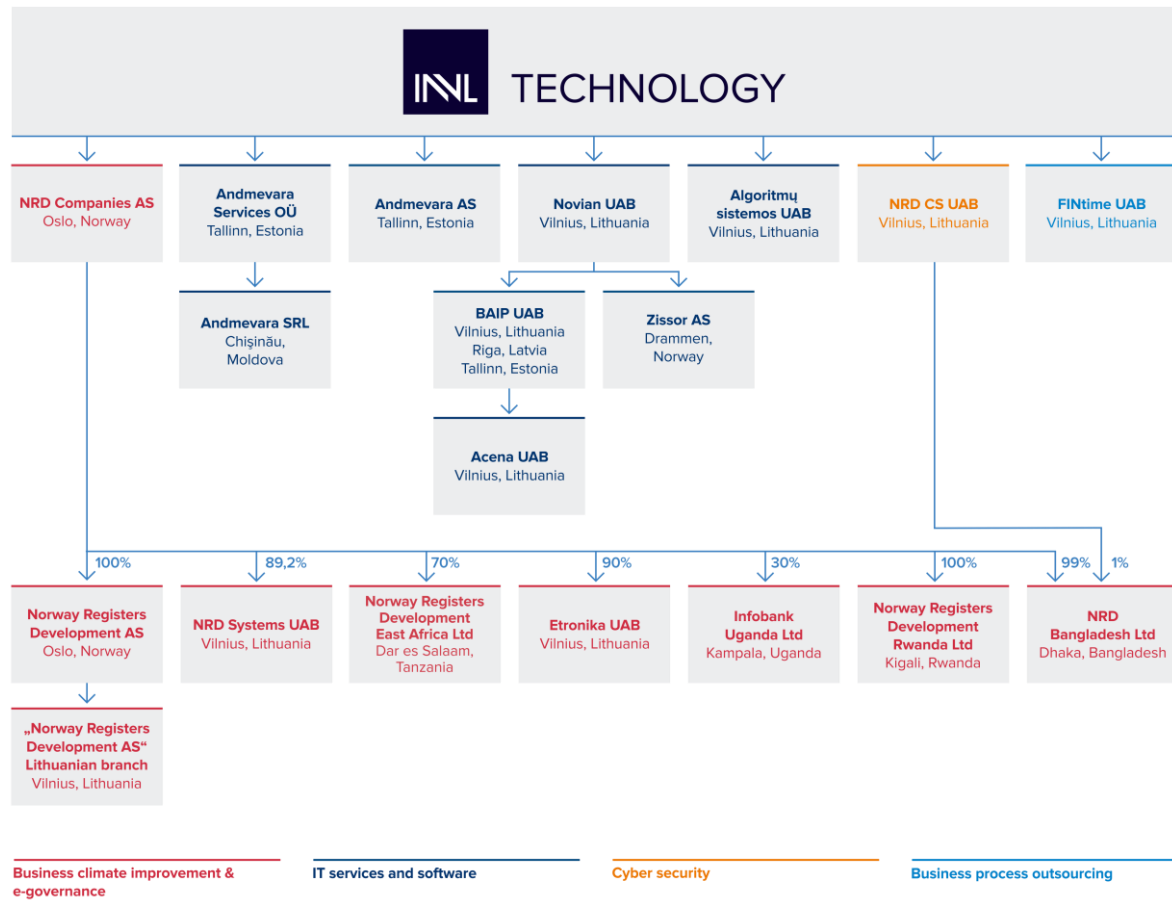 INVL TECHNOLOGY
NRD Companies AS
Oslo, Norway
Andmevara
Services OÜ
Tallinn, Estonia
Andmevara AS
Tallinn, Estonia
Novian UAB
Vilnius, Lithuania
Algoritmų
sistemos UAB
Vilnius, Lithuania
NRD CS UAB
Vilnius, Lithuania
FINtime UAB
Vilnius, Lithuania
Andmevara SRL
Chişinău,
Moldova
BAIP UAB
Vilnius, Lithuania
Riga, Latvia
Tallinn, Estonia
Zissor AS
Drammen,
Norway
Acena UAB
Vilnius, Lithuania
100%
89,2%
70%
90%
30%
100%
99%
1%
Norway Registers
Development AS
Oslo, Norway
NRD Systems UAB
Vilnius, Lithuania
Norway Registers
Development
East Africa Ltd
Dar es Salaam,
Tanzania
Etronika UAB
Vilnius, Lithuania
Infobank
Uganda Ltd
Kampala, Uganda
Norway Registers
Development
Rwanda Ltd
Kigali, Rwanda
NRD
Bangladesh Ltd
Dhaka, Bangladesh
„Norway Registers
Development AS“
Lithuanian branch
Vilnius, Lithuania
Business climate improvement &
e-governance
IT services and software
Cyber security
Business process outsourcing